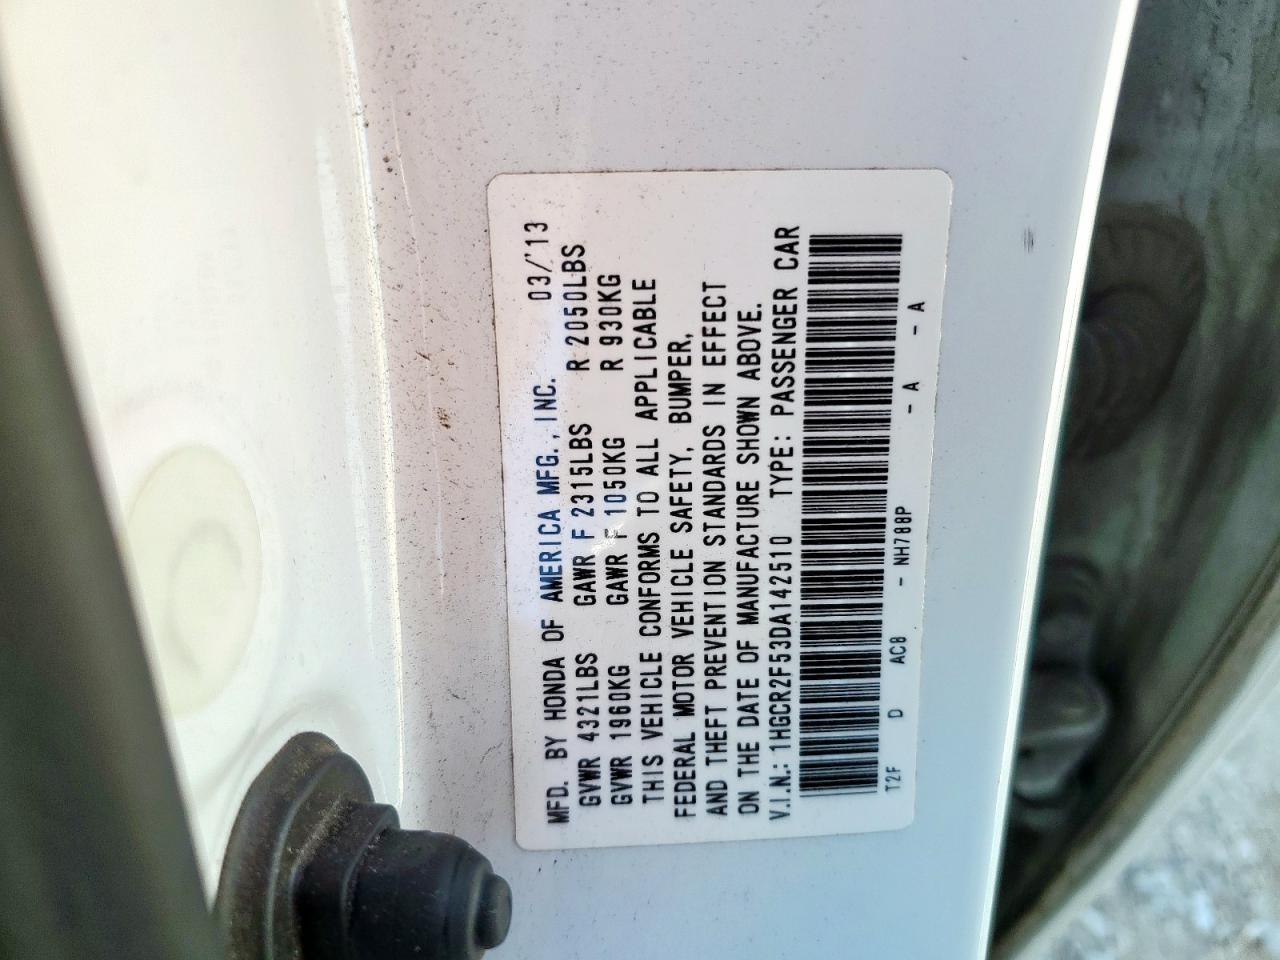 MFD. BY HONDA OF AMERICA MFG., INC. 03/'13
GVWR 4321LBS GAWR F 2315LBS R 2050LBS
GVWR 1960KG GAWR F 1050KG R 930KG
THIS VEHICLE CONFORMS TO ALL APPLICABLE
FEDERAL MOTOR VEHICLE SAFETY, BUMPER,
AND THEFT PREVENTION STANDARDS IN EFFECT
ON THE DATE OF MANUFACTURE SHOWN ABOVE.
V.I.N.: 1HGCR2F53DA142510 TYPE: PASSENGER CAR
T2F D AC8 - NH788P - A - A